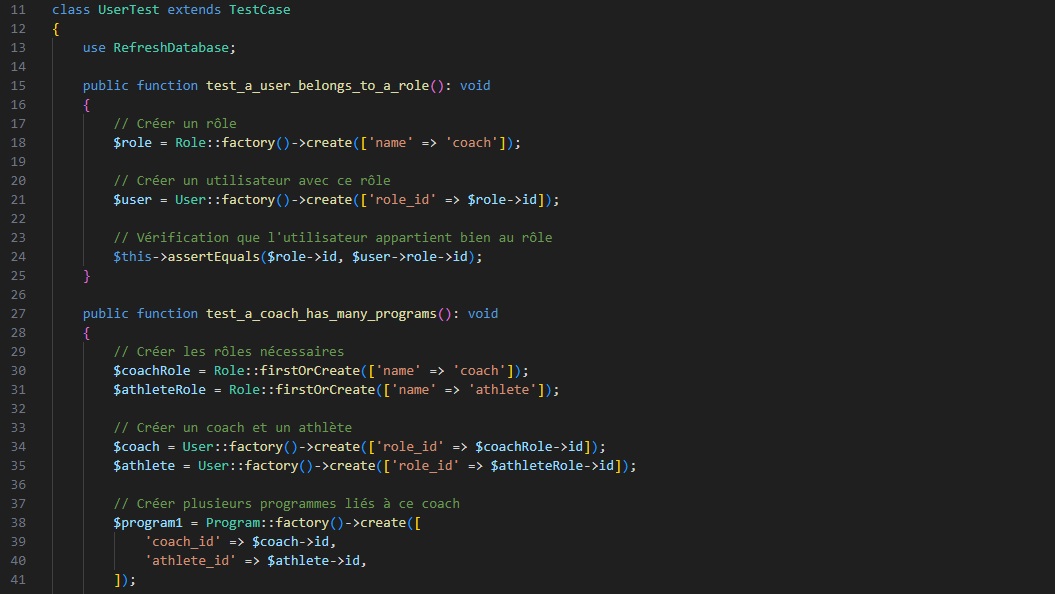 11 class UserTest extends TestCase
12 {
13     use RefreshDatabase;
14
15     public function test_a_user_belongs_to_a_role(): void
16     {
17         // Créer un rôle
18         $role = Role::factory()->create(['name' => 'coach']);
19
20         // Créer un utilisateur avec ce rôle
21         $user = User::factory()->create(['role_id' => $role->id]);
22
23         // Vérification que l'utilisateur appartient bien au rôle
24         $this->assertEquals($role->id, $user->role->id);
25     }
26
27     public function test_a_coach_has_many_programs(): void
28     {
29         // Créer les rôles nécessaires
30         $coachRole = Role::firstOrCreate(['name' => 'coach']);
31         $athleteRole = Role::firstOrCreate(['name' => 'athlete']);
32
33         // Créer un coach et un athlète
34         $coach = User::factory()->create(['role_id' => $coachRole->id]);
35         $athlete = User::factory()->create(['role_id' => $athleteRole->id]);
36
37         // Créer plusieurs programmes liés à ce coach
38         $program1 = Program::factory()->create([
39             'coach_id' => $coach->id,
40             'athlete_id' => $athlete->id,
41         ]);